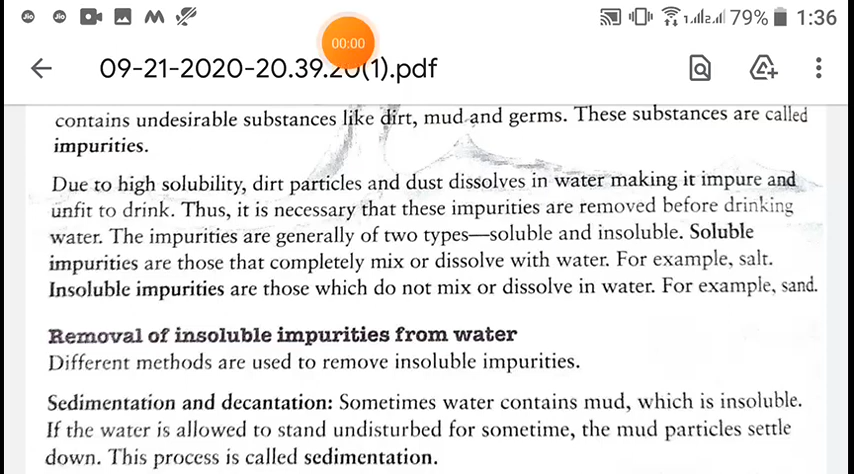 Jio Jio 79% 1:36
00:00
09-21-2020-20.39.20(1).pdf
contains undesirable substances like dirt, mud and germs. These substances are called
impurities.
Due to high solubility, dirt particles and dust dissolves in water making it impure and
unfit to drink. Thus, it is necessary that these impurities are removed before drinking
water. The impurities are generally of two types—soluble and insoluble. Soluble
impurities are those that completely mix or dissolve with water. For example, salt.
Insoluble impurities are those which do not mix or dissolve in water. For example, sand.
Removal of insoluble impurities from water
Different methods are used to remove insoluble impurities.
Sedimentation and decantation: Sometimes water contains mud, which is insoluble.
If the water is allowed to stand undisturbed for sometime, the mud particles settle
down. This process is called sedimentation.